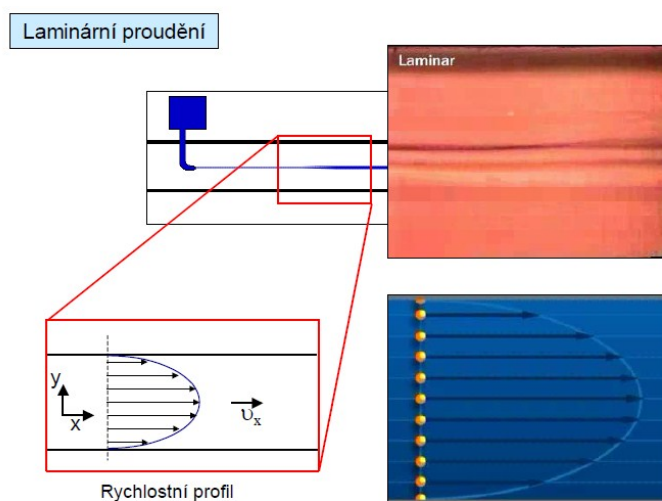 Laminární proudění
Laminar
y
x
υx
Rychlostní profil